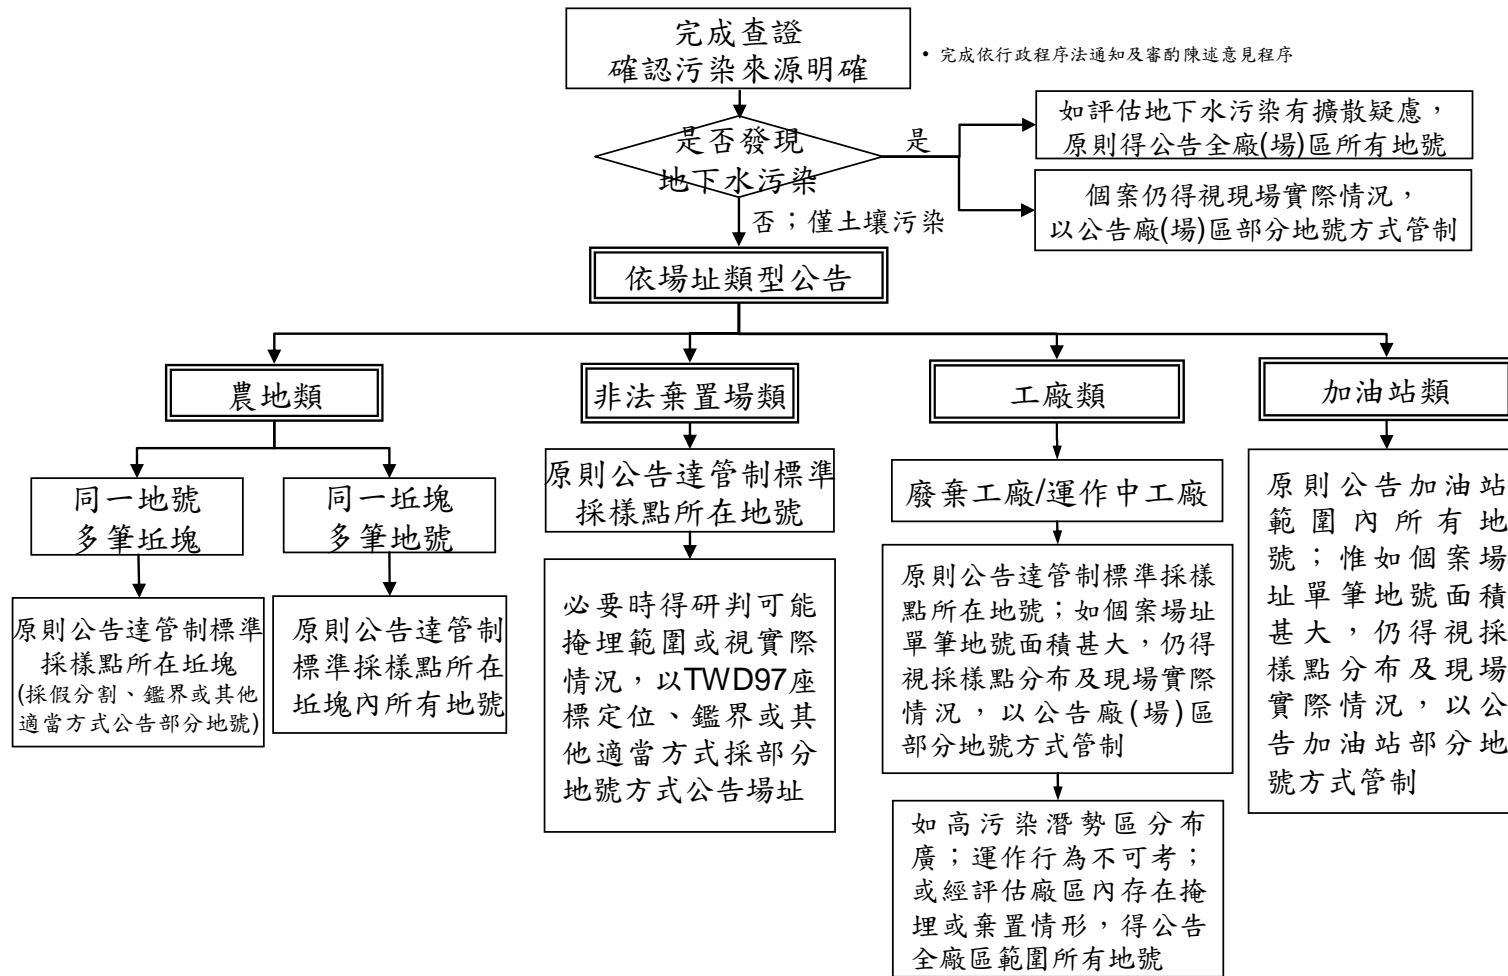 完成查證
確認污染來源明確
• 完成依行政程序法通知及審酌陳述意見程序
是否發現
地下水污染
是
如評估地下水污染有擴散疑慮，
原則得公告全廠(場)區所有地號
個案仍得視現場實際情況，
以公告廠(場)區部分地號方式管制
否；僅土壤污染
依場址類型公告
農地類
同一地號
多筆坵塊
原則公告達管制標準
採樣點所在坵塊
(採假分割、鑑界或其他
適當方式公告部分地號)
同一坵塊
多筆地號
原則公告達管制
標準採樣點所在
坵塊內所有地號
非法棄置場類
原則公告達管制標準
採樣點所在地號
必要時得研判可能
掩埋範圍或視實際
情況，以TWD97座
標定位、鑑界或其
他適當方式採部分
地號方式公告場址
工廠類
廢棄工廠/運作中工廠
原則公告達管制標準採樣
點所在地號；如個案場址
單筆地號面積甚大，仍得
視採樣點分布及現場實際
情況，以公告廠(場)區
部分地號方式管制
如高污染潛勢區分布
廣；運作行為不可考；
或經評估廠區內存在掩
埋或棄置情形，得公告
全廠區範圍所有地號
加油站類
原則公告加油站
範圍內所有地
號；惟如個案場
址單筆地號面積
甚大，仍得視採
樣點分布及現場
實際情況，以公
告加油站部分地
號方式管制